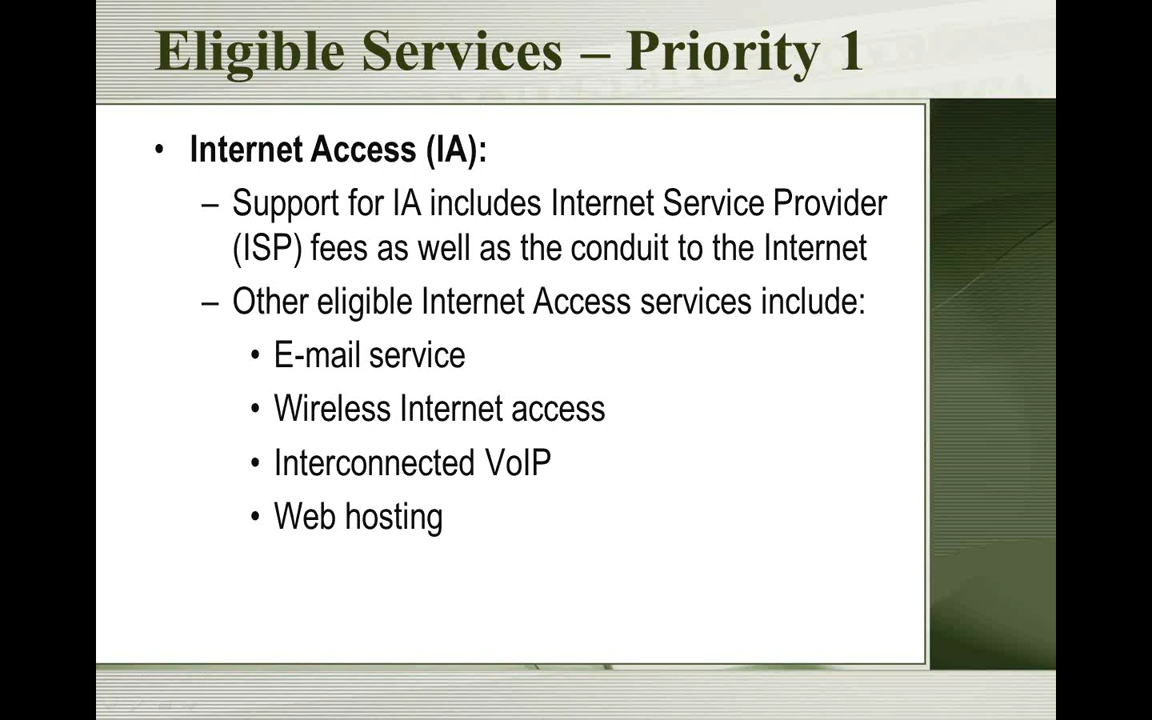 Eligible Services – Priority 1
• Internet Access (IA):
– Support for IA includes Internet Service Provider
(ISP) fees as well as the conduit to the Internet
– Other eligible Internet Access services include:
• E-mail service
• Wireless Internet access
• Interconnected VoIP
• Web hosting